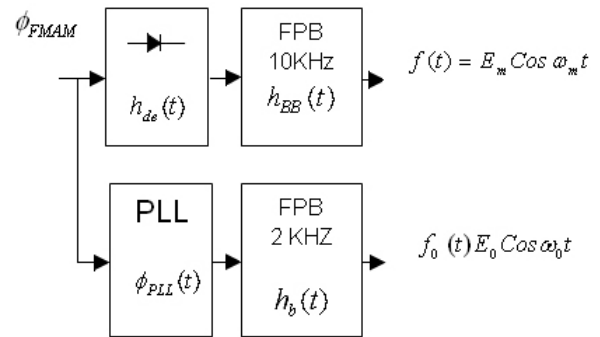 ϕ_FMAM
h_de(t)
FPB
10KHz
h_BB(t)
f(t) = E_m Cos ω_m t
PLL
ϕ_PLL(t)
FPB
2 KHZ
h_b(t)
f_0 (t) E_0 Cos ω_0 t